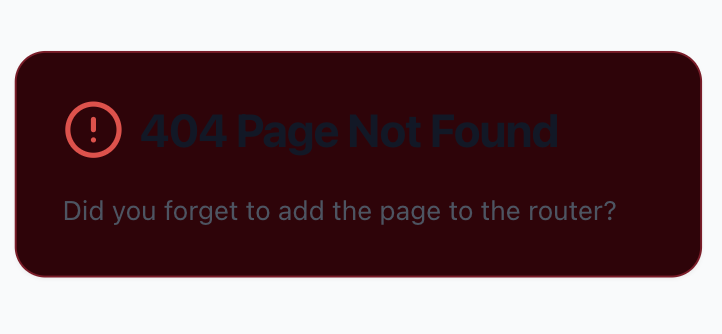 404 Page Not Found
Did you forget to add the page to the router?